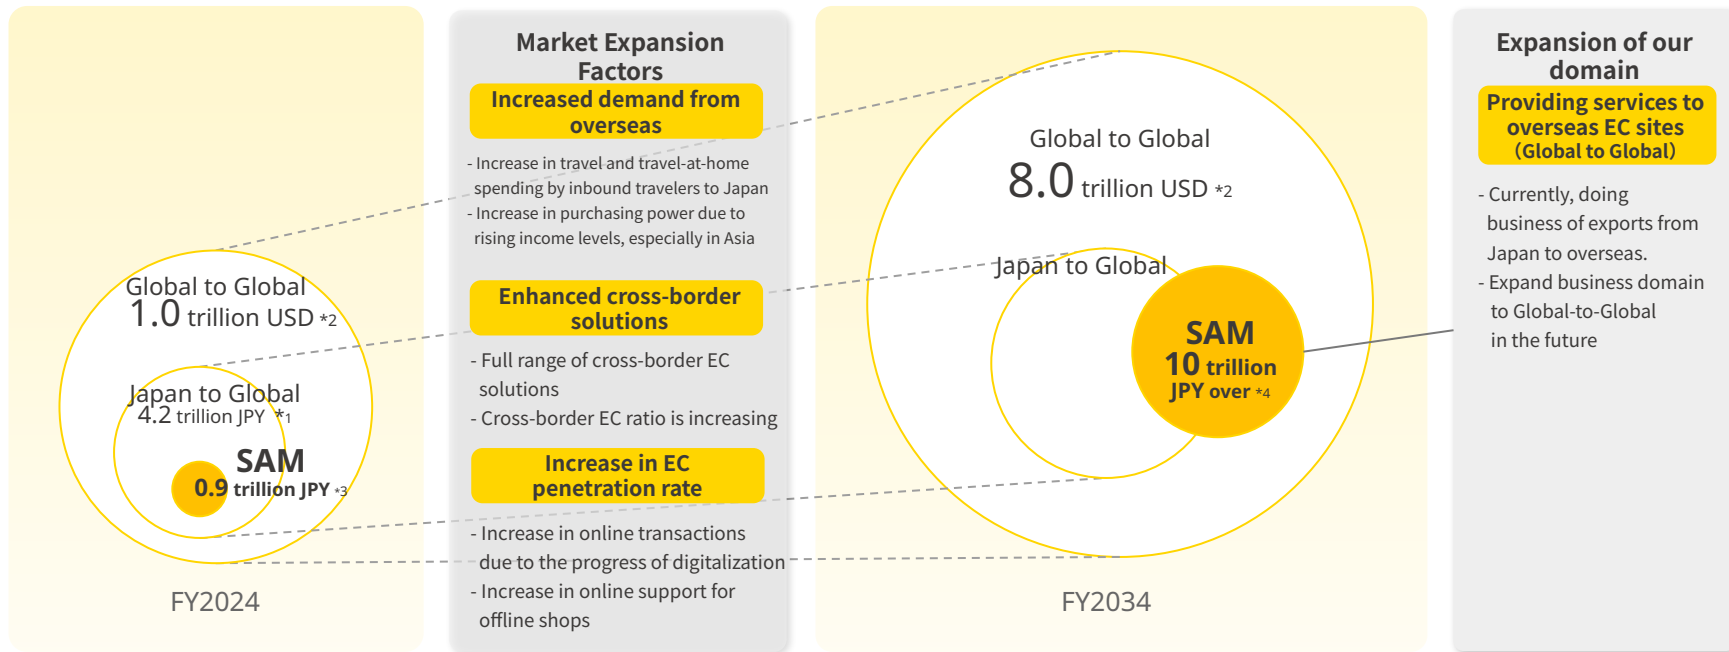 Global to Global
1.0 trillion USD *2
Japan to Global
4.2 trillion JPY *1
SAM
0.9 trillion JPY *3
FY2024
Market Expansion
Factors
Increased demand from
overseas
- Increase in travel and travel-at-home
spending by inbound travelers to Japan
- Increase in purchasing power due to
rising income levels, especially in Asia
Enhanced cross-border
solutions
- Full range of cross-border EC
solutions
- Cross-border EC ratio is increasing
Increase in EC
penetration rate
- Increase in online transactions
due to the progress of digitalization
- Increase in online support for
offline shops
Global to Global
8.0 trillion USD *2
Japan to Global
SAM
10 trillion
JPY over *4
FY2034
Expansion of our
domain
Providing services to
overseas EC sites
（Global to Global）
- Currently, doing
business of exports from
Japan to overseas.
- Expand business domain
to Global-to-Global
in the future